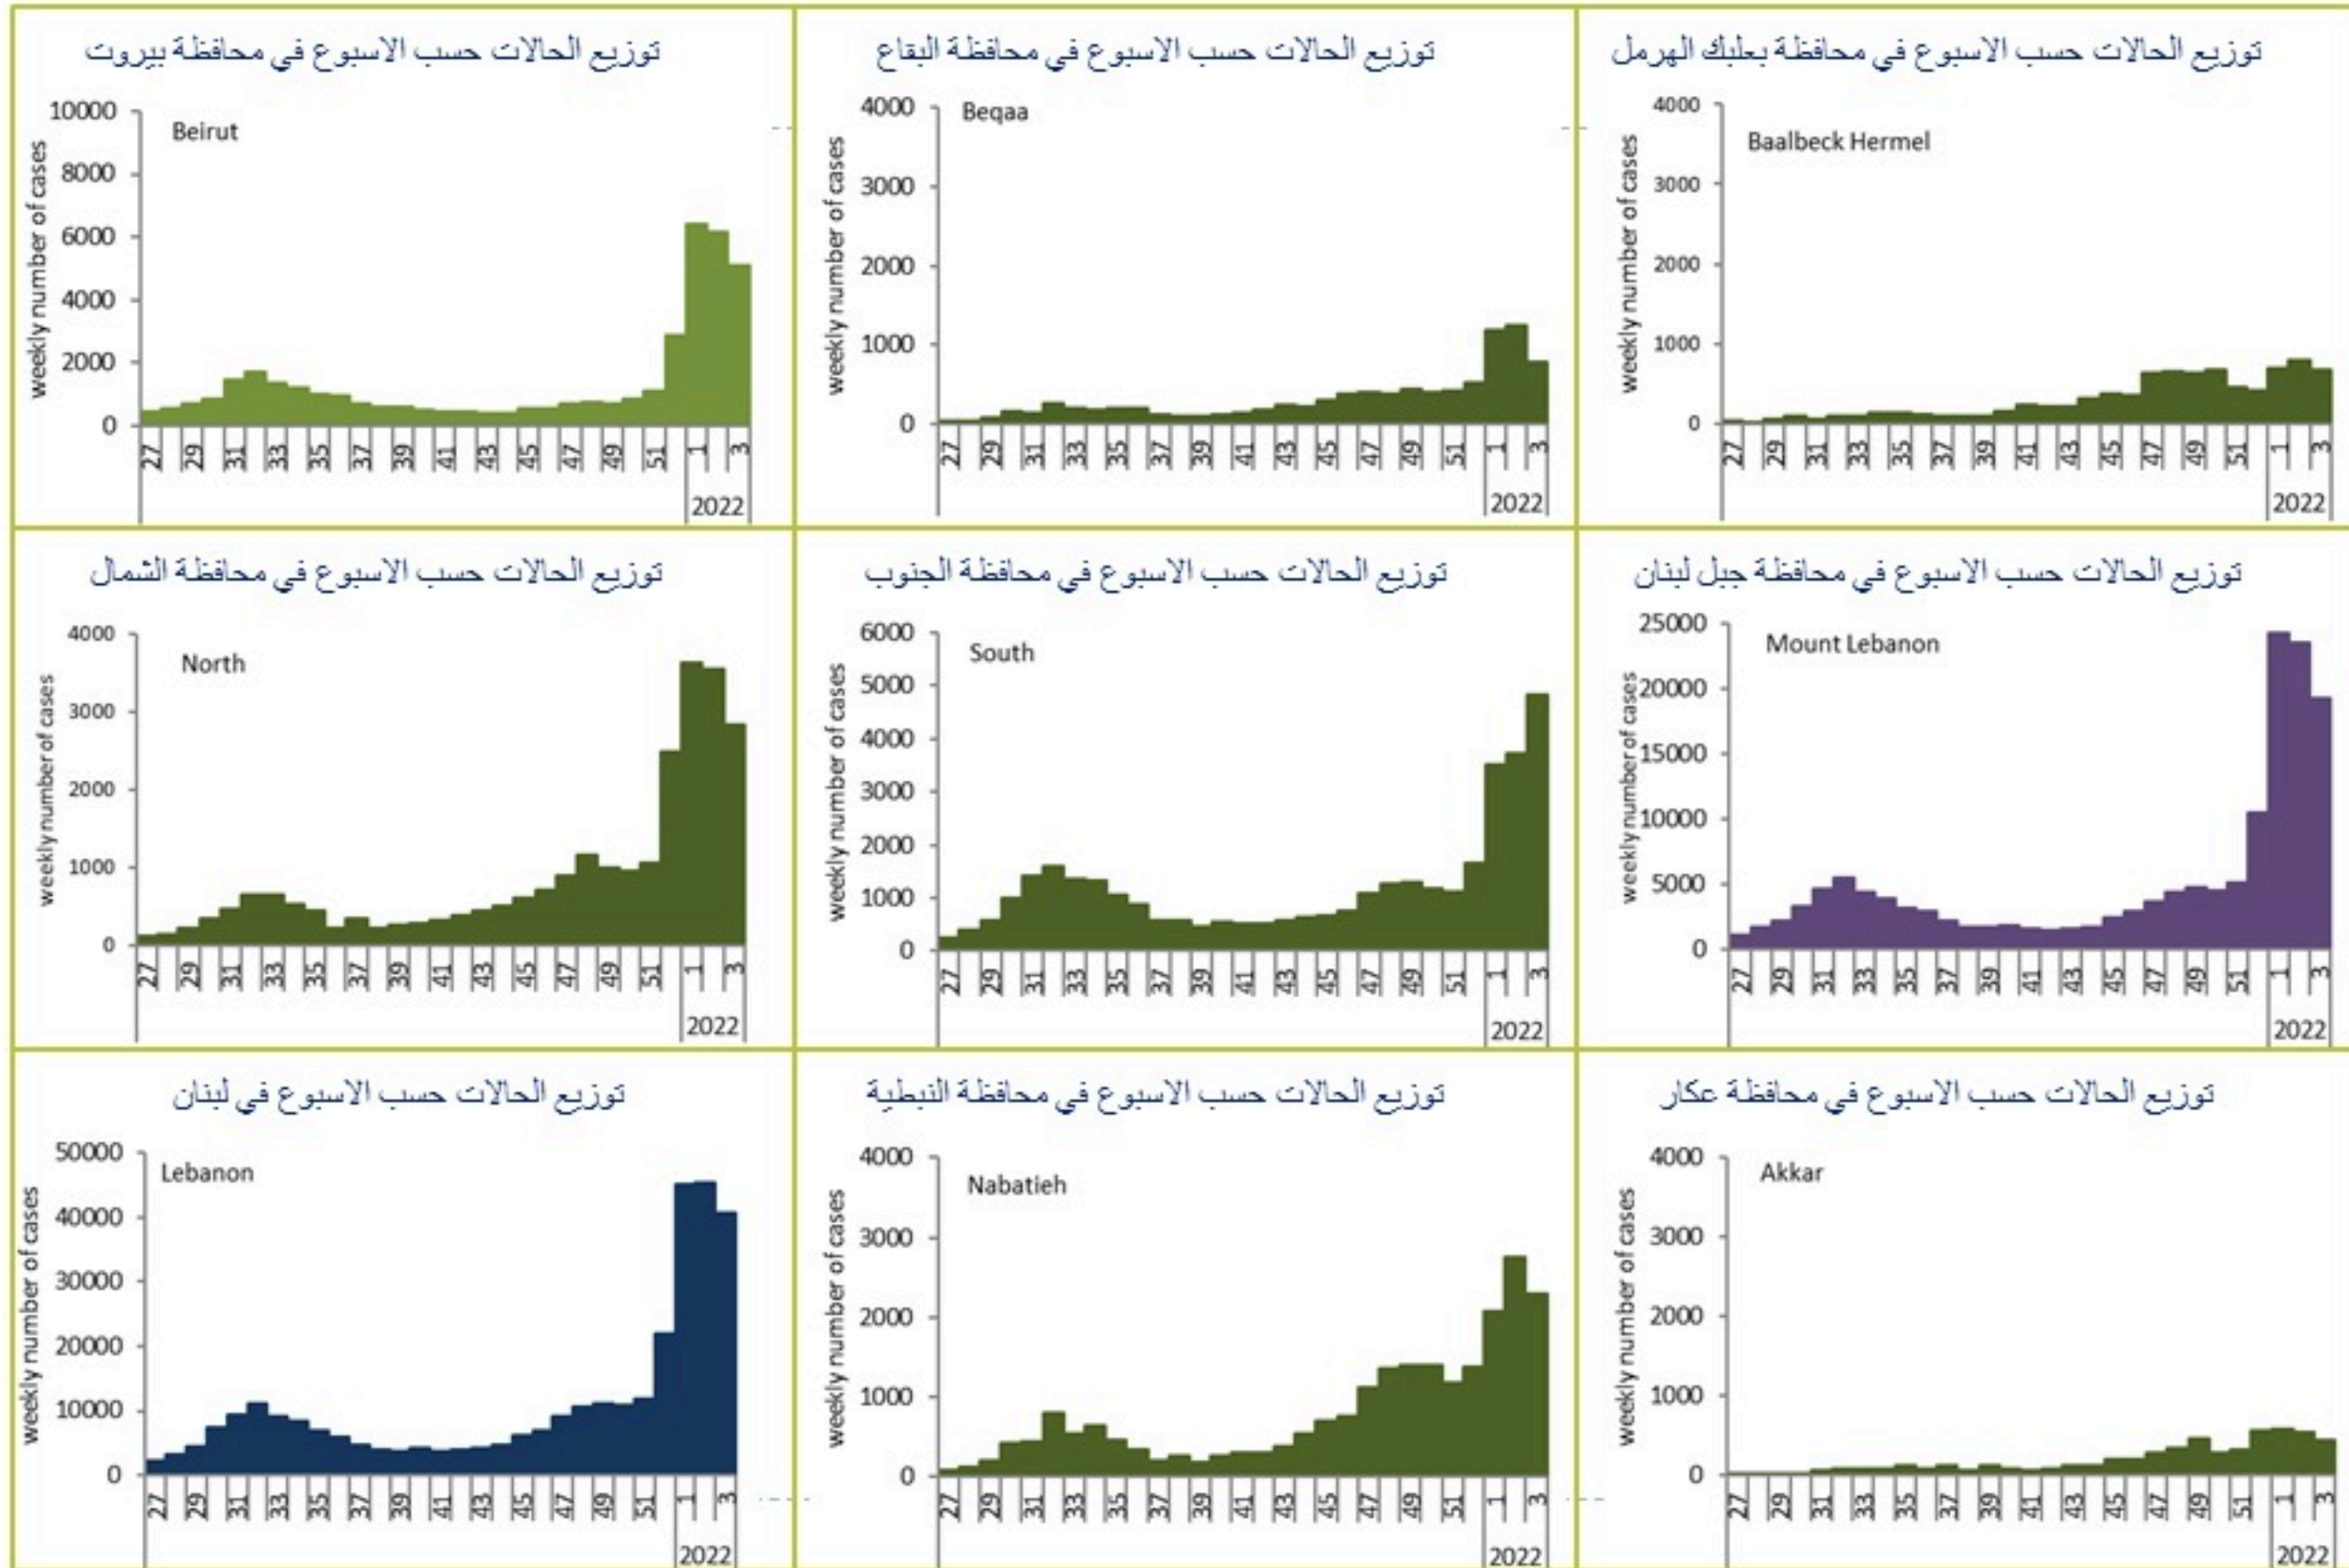 توزيع الحالات حسب الاسبوع في محافظة بيروت
Beirut
weekly number of cases
10000
8000
6000
4000
2000
0
27 29 31 33 35 37 39 41 43 45 47 49 51 1 3
2022
توزيع الحالات حسب الاسبوع في محافظة البقاع
Beqaa
weekly number of cases
4000
3000
2000
1000
0
27 29 31 33 35 37 39 41 43 45 47 49 51 1 3
2022
توزيع الحالات حسب الاسبوع في محافظة بعلبك الهرمل
Baalbeck Hermel
weekly number of cases
4000
3000
2000
1000
0
27 29 31 33 35 37 39 41 43 45 47 49 51 1 3
2022
توزيع الحالات حسب الاسبوع في محافظة الشمال
North
weekly number of cases
4000
3000
2000
1000
0
27 29 31 33 35 37 39 41 43 45 47 49 51 1 3
2022
توزيع الحالات حسب الاسبوع في محافظة الجنوب
South
weekly number of cases
6000
5000
4000
3000
2000
1000
0
27 29 31 33 35 37 39 41 43 45 47 49 51 1 3
2022
توزيع الحالات حسب الاسبوع في محافظة جبل لبنان
Mount Lebanon
weekly number of cases
25000
20000
15000
10000
5000
0
27 29 31 33 35 37 39 41 43 45 47 49 51 1 3
2022
توزيع الحالات حسب الاسبوع في لبنان
Lebanon
weekly number of cases
50000
40000
30000
20000
10000
0
27 29 31 33 35 37 39 41 43 45 47 49 51 1 3
2022
توزيع الحالات حسب الاسبوع في محافظة النبطية
Nabatieh
weekly number of cases
4000
3000
2000
1000
0
27 29 31 33 35 37 39 41 43 45 47 49 51 1 3
2022
توزيع الحالات حسب الاسبوع في محافظة عكار
Akkar
weekly number of cases
4000
3000
2000
1000
0
27 29 31 33 35 37 39 41 43 45 47 49 51 1 3
2022